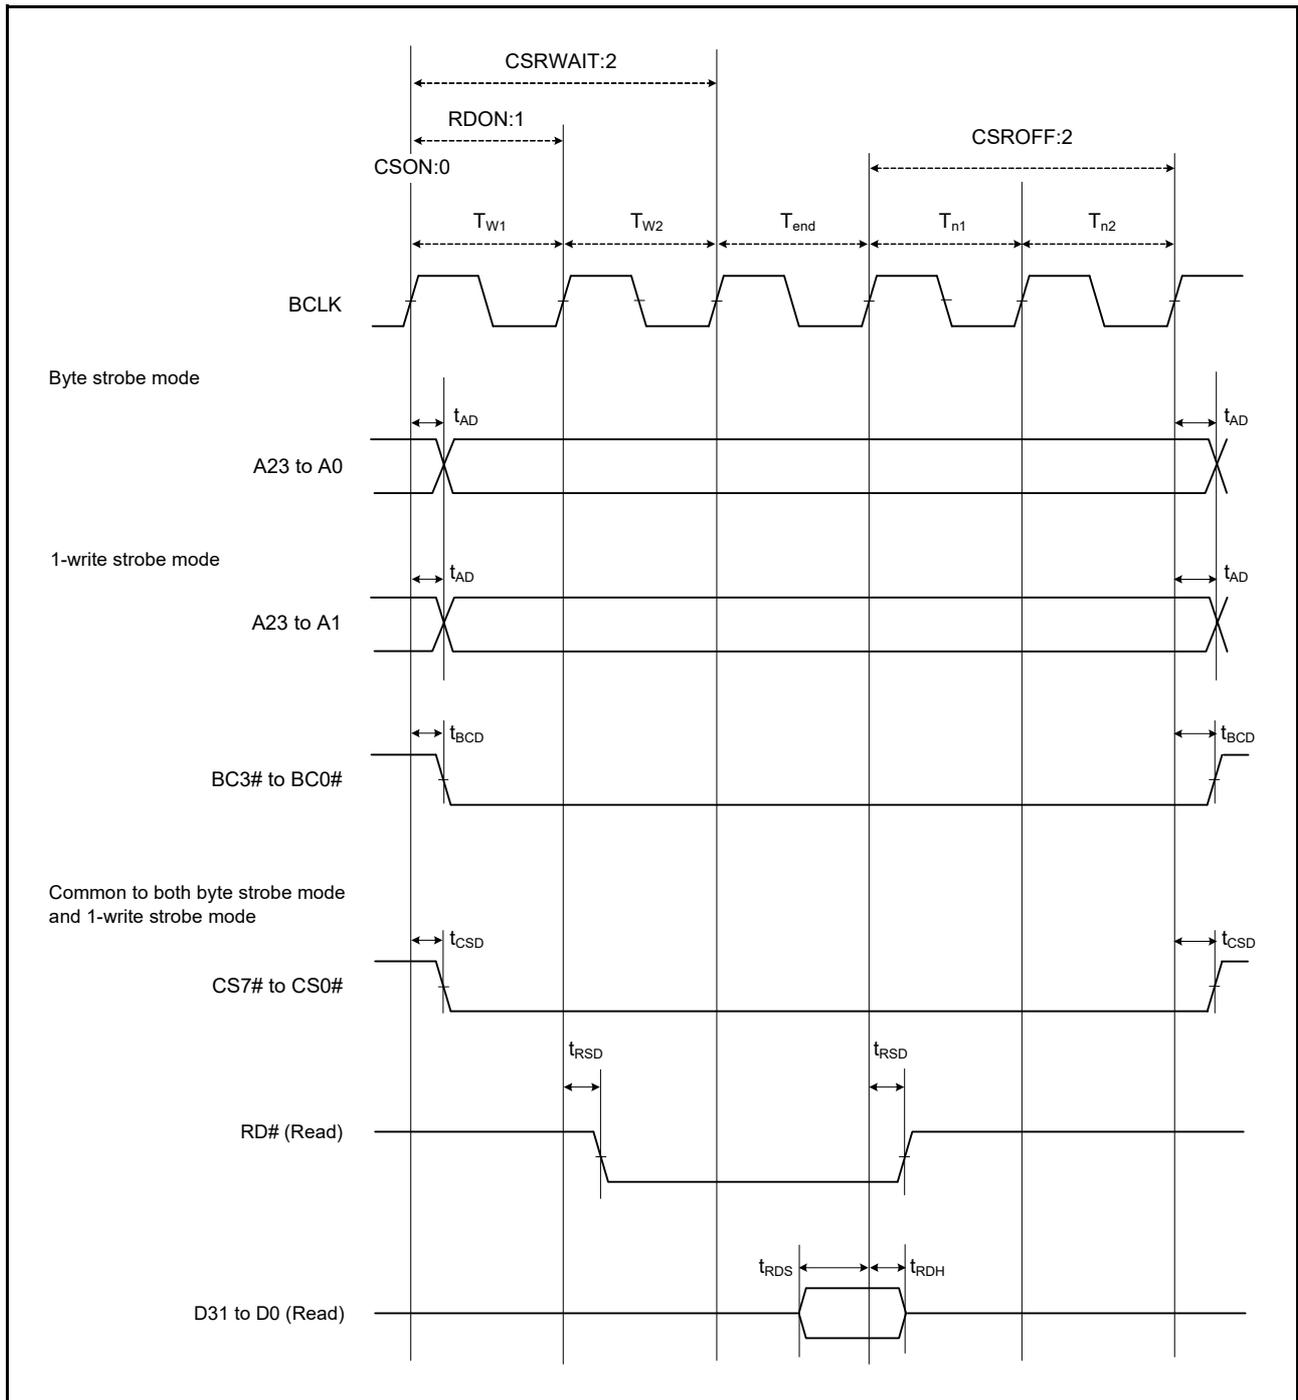 CSRWAIT:2
RDON:1
CSROFF:2
CSON:0
TW1
TW2
Tend
Tn1
Tn2
BCLK
Byte strobe mode
tAD
tAD
A23 to A0
1-write strobe mode
tAD
tAD
A23 to A1
tBCD
tBCD
BC3# to BC0#
Common to both byte strobe mode
and 1-write strobe mode
tCSD
tCSD
CS7# to CS0#
tRSD
tRSD
RD# (Read)
tRDS
tRDH
D31 to D0 (Read)